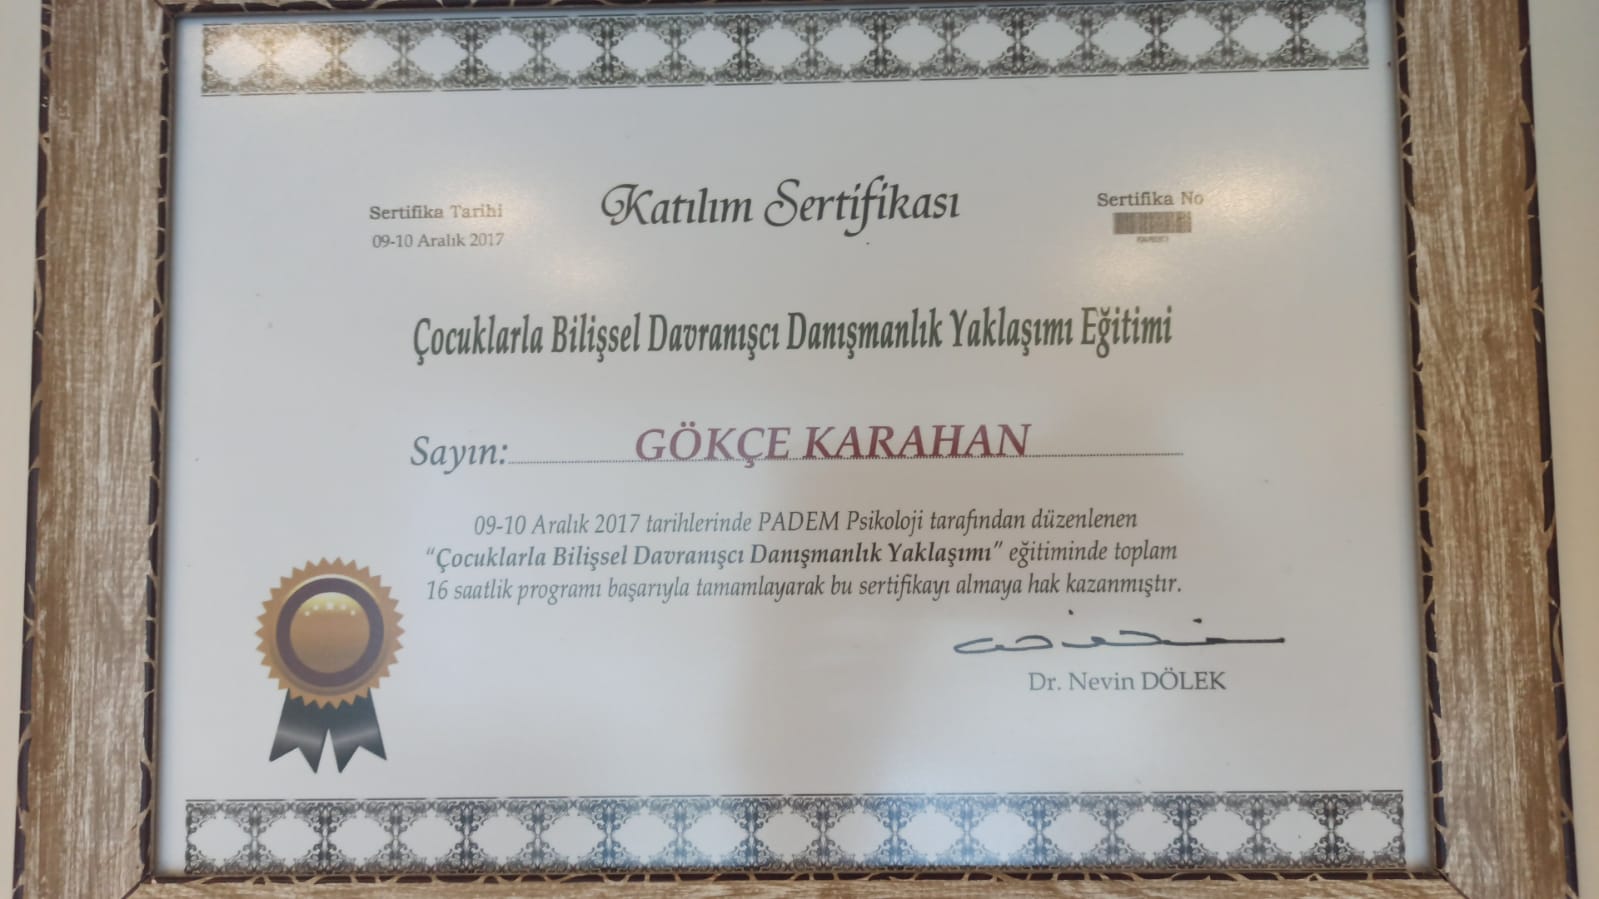 Katılım Sertifikası
Sertifika Tarihi
09-10 Aralık 2017
Sertifika No
Çocuklarla Bilişsel Davranışcı Danışmanlık Yaklaşımı Eğitimi
Sayın: GÖKÇE KARAHAN
09-10 Aralık 2017 tarihlerinde PADEM Psikoloji tarafından düzenlenen
“Çocuklarla Bilişsel Davranışcı Danışmanlık Yaklaşımı” eğitiminde toplam
16 saatlik programı başarıyla tamamlayarak bu sertifikayı almaya hak kazanmıştır.
Dr. Nevin DÖLEK